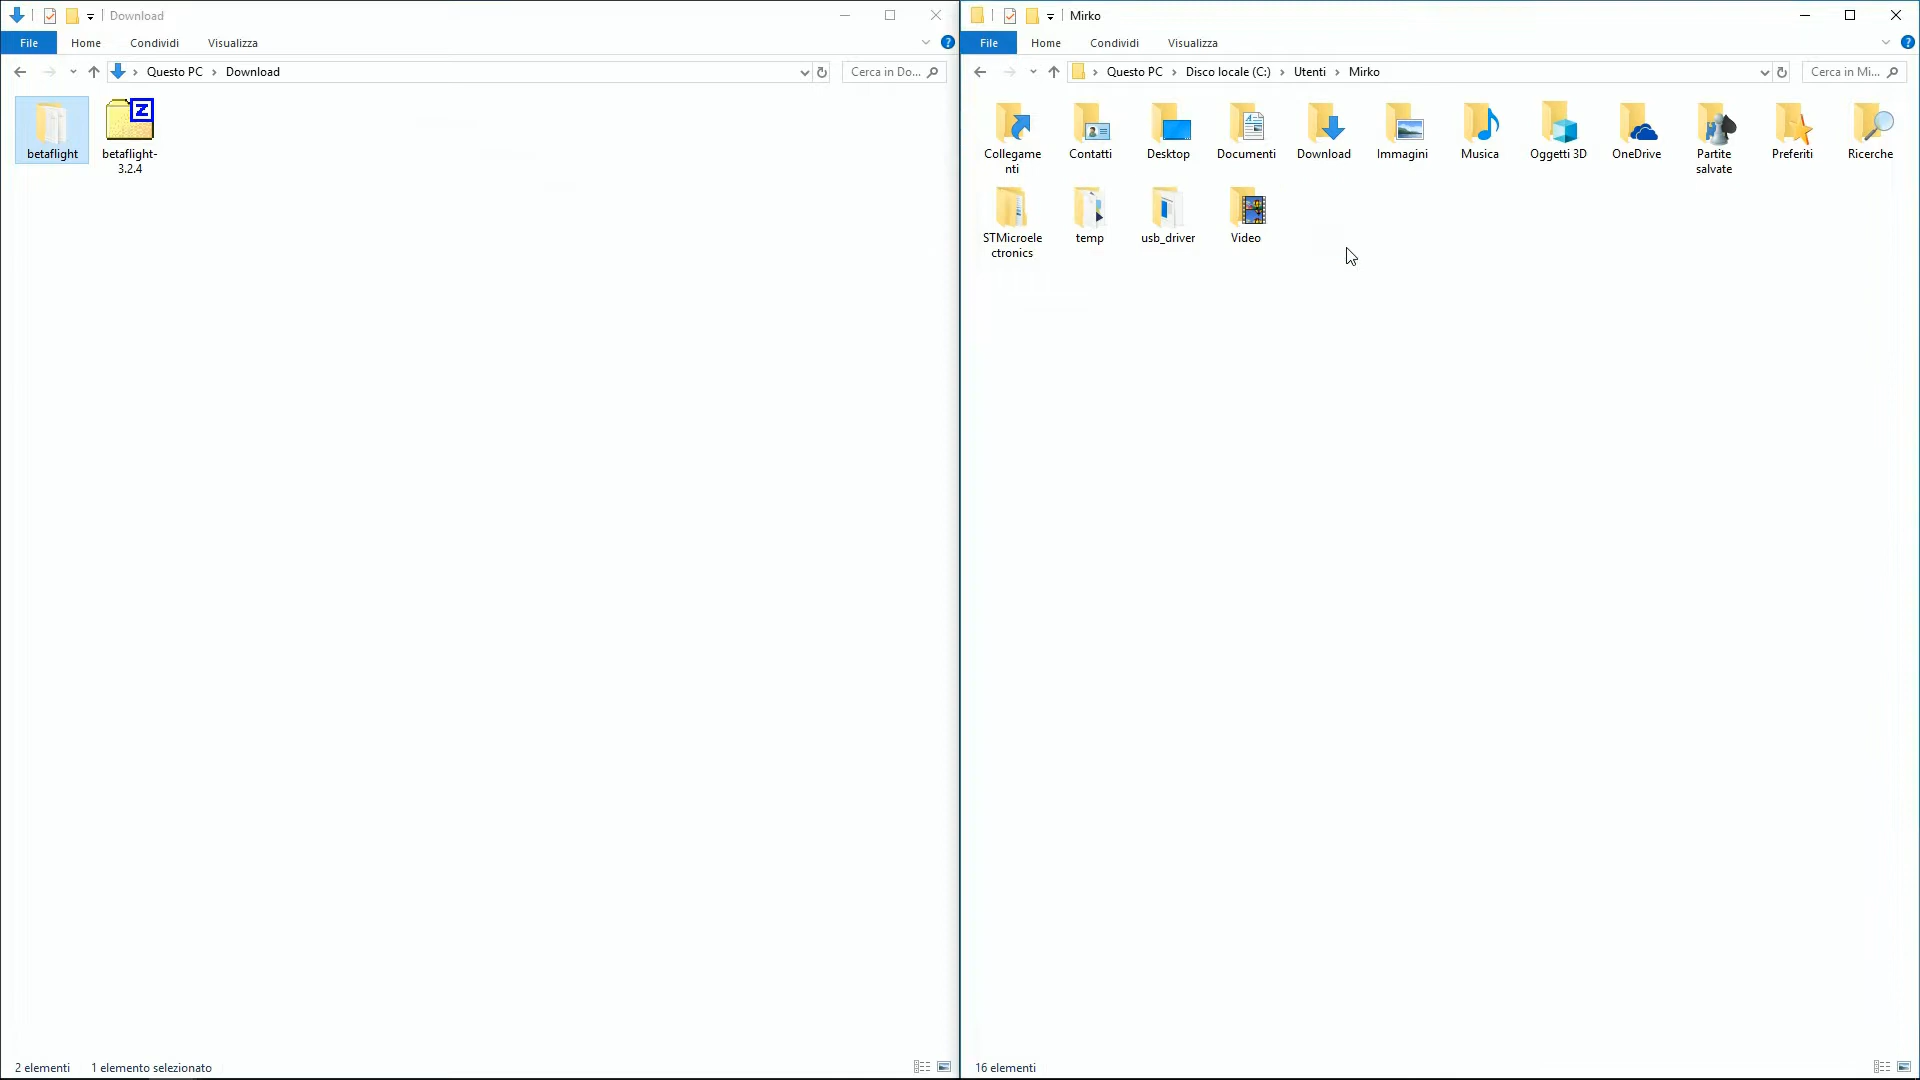 Download
File Home Condividi Visualizza
Questo PC Download
Cerca in Do...
betaflight
betaflight-
3.2.4
2 elementi 1 elemento selezionato
Mirko
File Home Condividi Visualizza
Questo PC Disco locale (C:) Utenti Mirko
Cerca in Mi...
Collegame
nti
Contatti
Desktop
Documenti
Download
Immagini
Musica
Oggetti 3D
OneDrive
Partite
salvate
Preferiti
Ricerche
STMicroele
ctronics
temp
usb_driver
Video
16 elementi